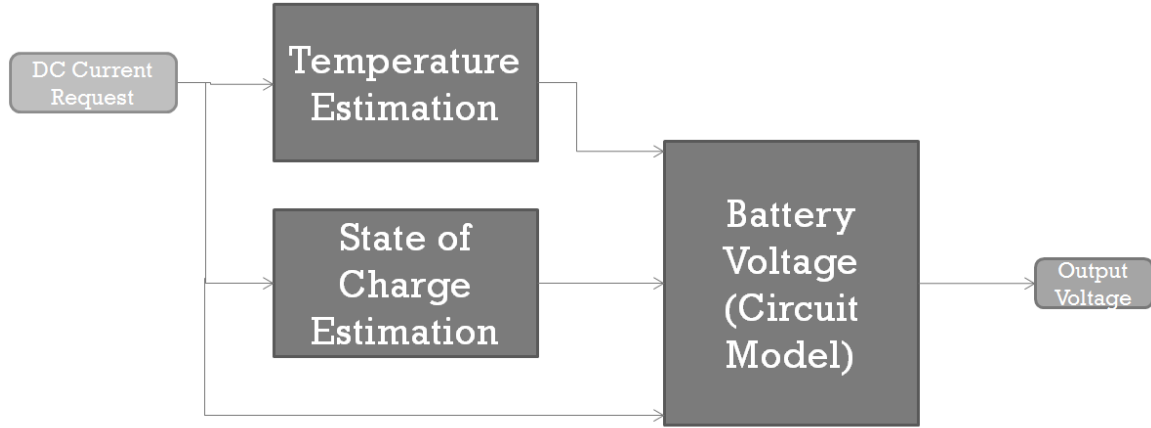 DC Current
Request
Temperature
Estimation
State of
Charge
Estimation
Battery
Voltage
(Circuit
Model)
Output
Voltage